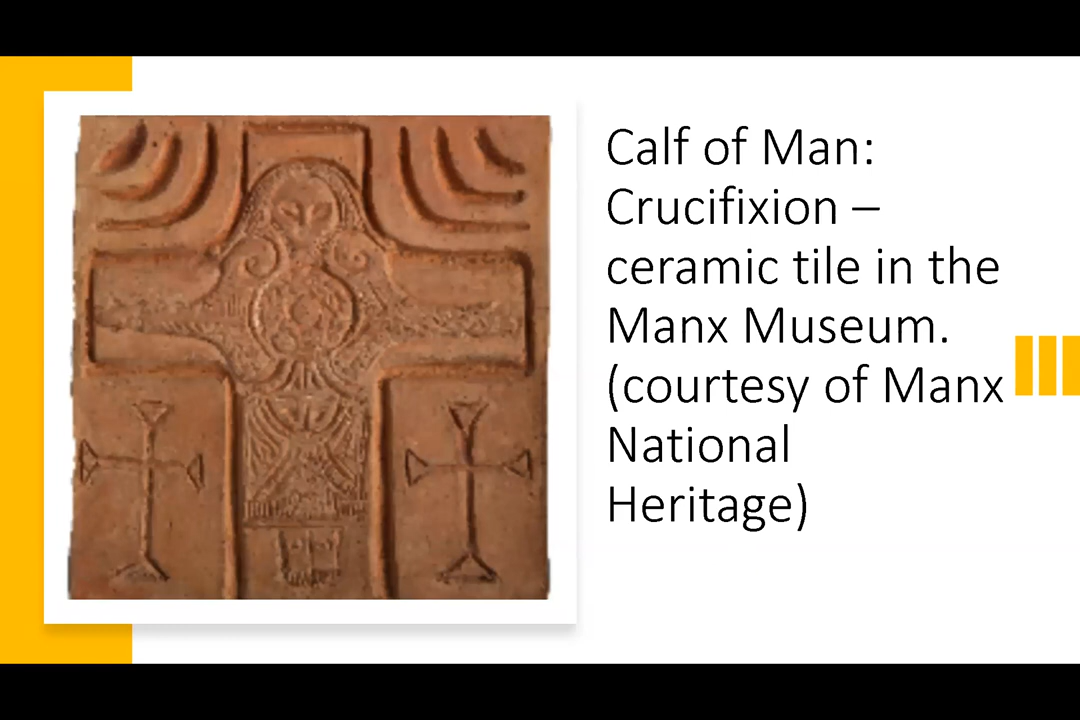 Calf of Man:
Crucifixion –
ceramic tile in the
Manx Museum.
(courtesy of Manx
National
Heritage)